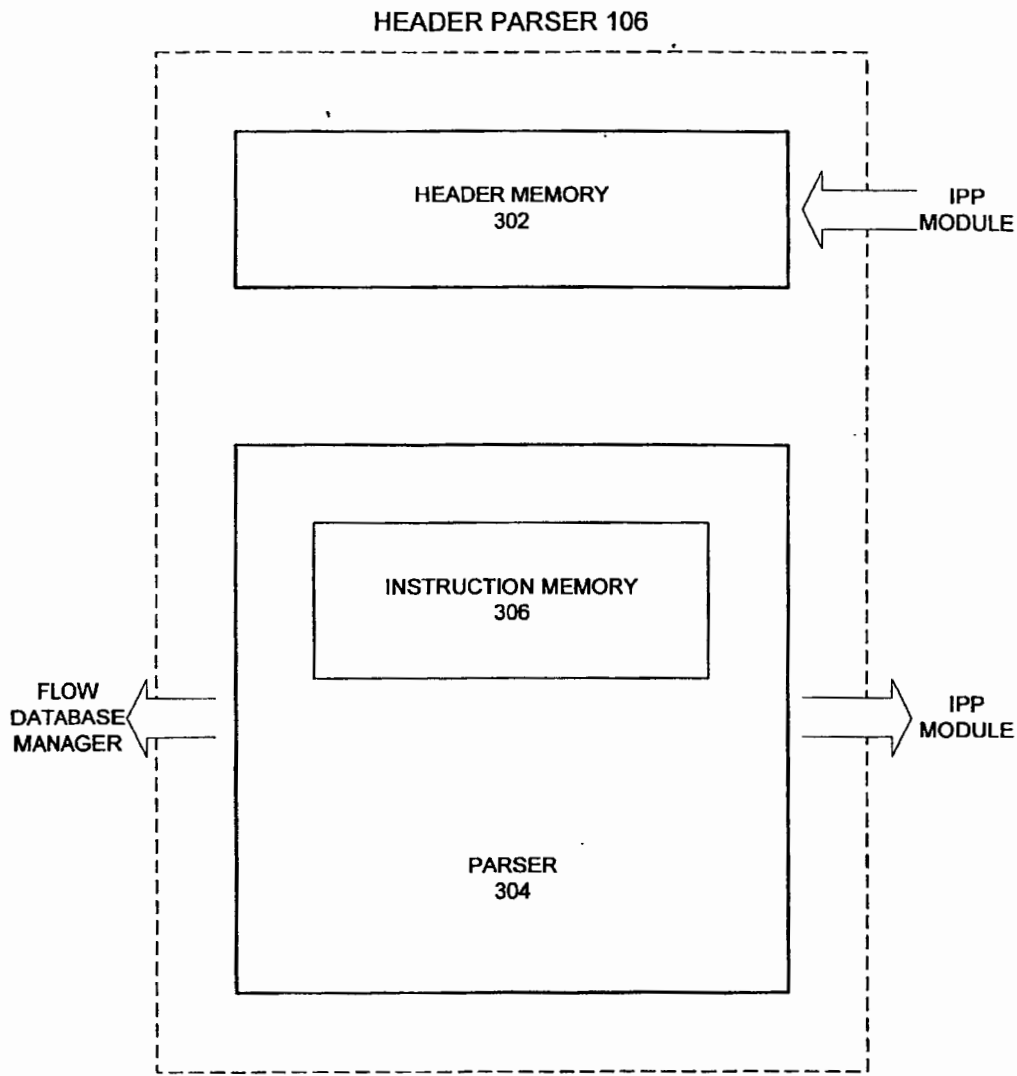 HEADER PARSER 106
HEADER MEMORY
302
IPP
MODULE
INSTRUCTION MEMORY
306
FLOW
DATABASE
MANAGER
IPP
MODULE
PARSER
304